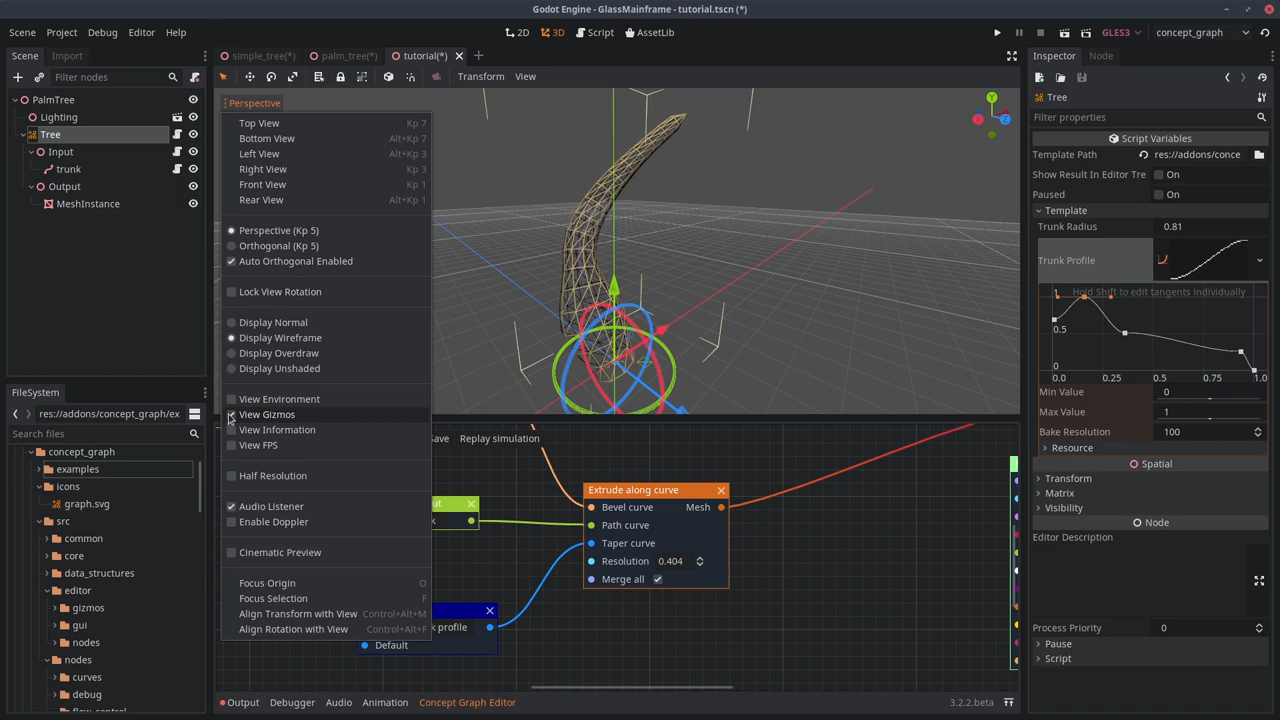 Godot Engine - GlassMainframe - tutorial.tscn (*)
Scene Project Debug Editor Help
2D 3D Script AssetLib
GLES3 concept_graph
Scene Import
Filter nodes
PalmTree
Lighting
Tree
Input
trunk
Output
MeshInstance
FileSystem
res://addons/concept_graph/ex
Search files
concept_graph
examples
icons
graph.svg
src
common
core
data_structures
editor
gizmos
gui
nodes
nodes
curves
debug
simple_tree(*) palm_tree(*) tutorial(*)
Transform View
Perspective
Top View Kp 7
Bottom View Alt+Kp 7
Left View Alt+Kp 3
Right View Kp 3
Front View Kp 1
Rear View Alt+Kp 1
Perspective (Kp 5)
Orthogonal (Kp 5)
Auto Orthogonal Enabled
Lock View Rotation
Display Normal
Display Wireframe
Display Overdraw
Display Unshaded
View Environment
View Gizmos
View Information
View FPS
Half Resolution
Audio Listener
Enable Doppler
Cinematic Preview
Focus Origin O
Focus Selection F
Align Transform with View Control+Alt+M
Align Rotation with View Control+Alt+F
Y
X
Z
ave Replay simulation
ut
k
Extrude along curve
Bevel curve Mesh
Path curve
Taper curve
Resolution 0.404
Merge all
k profile
Default
Output Debugger Audio Animation Concept Graph Editor
3.2.2.beta
Inspector Node
Tree
Filter properties
Script Variables
Template Path res://addons/conce
Show Result In Editor Tre On
Paused On
Template
Trunk Radius 0.81
Trunk Profile
Hold Shift to edit tangents individually
1
0.5
0.0 0.25 0.5 0.75 1.0
Min Value 0
Max Value 1
Bake Resolution 100
Resource
Spatial
Transform
Matrix
Visibility
Node
Editor Description
Process Priority 0
Pause
Script